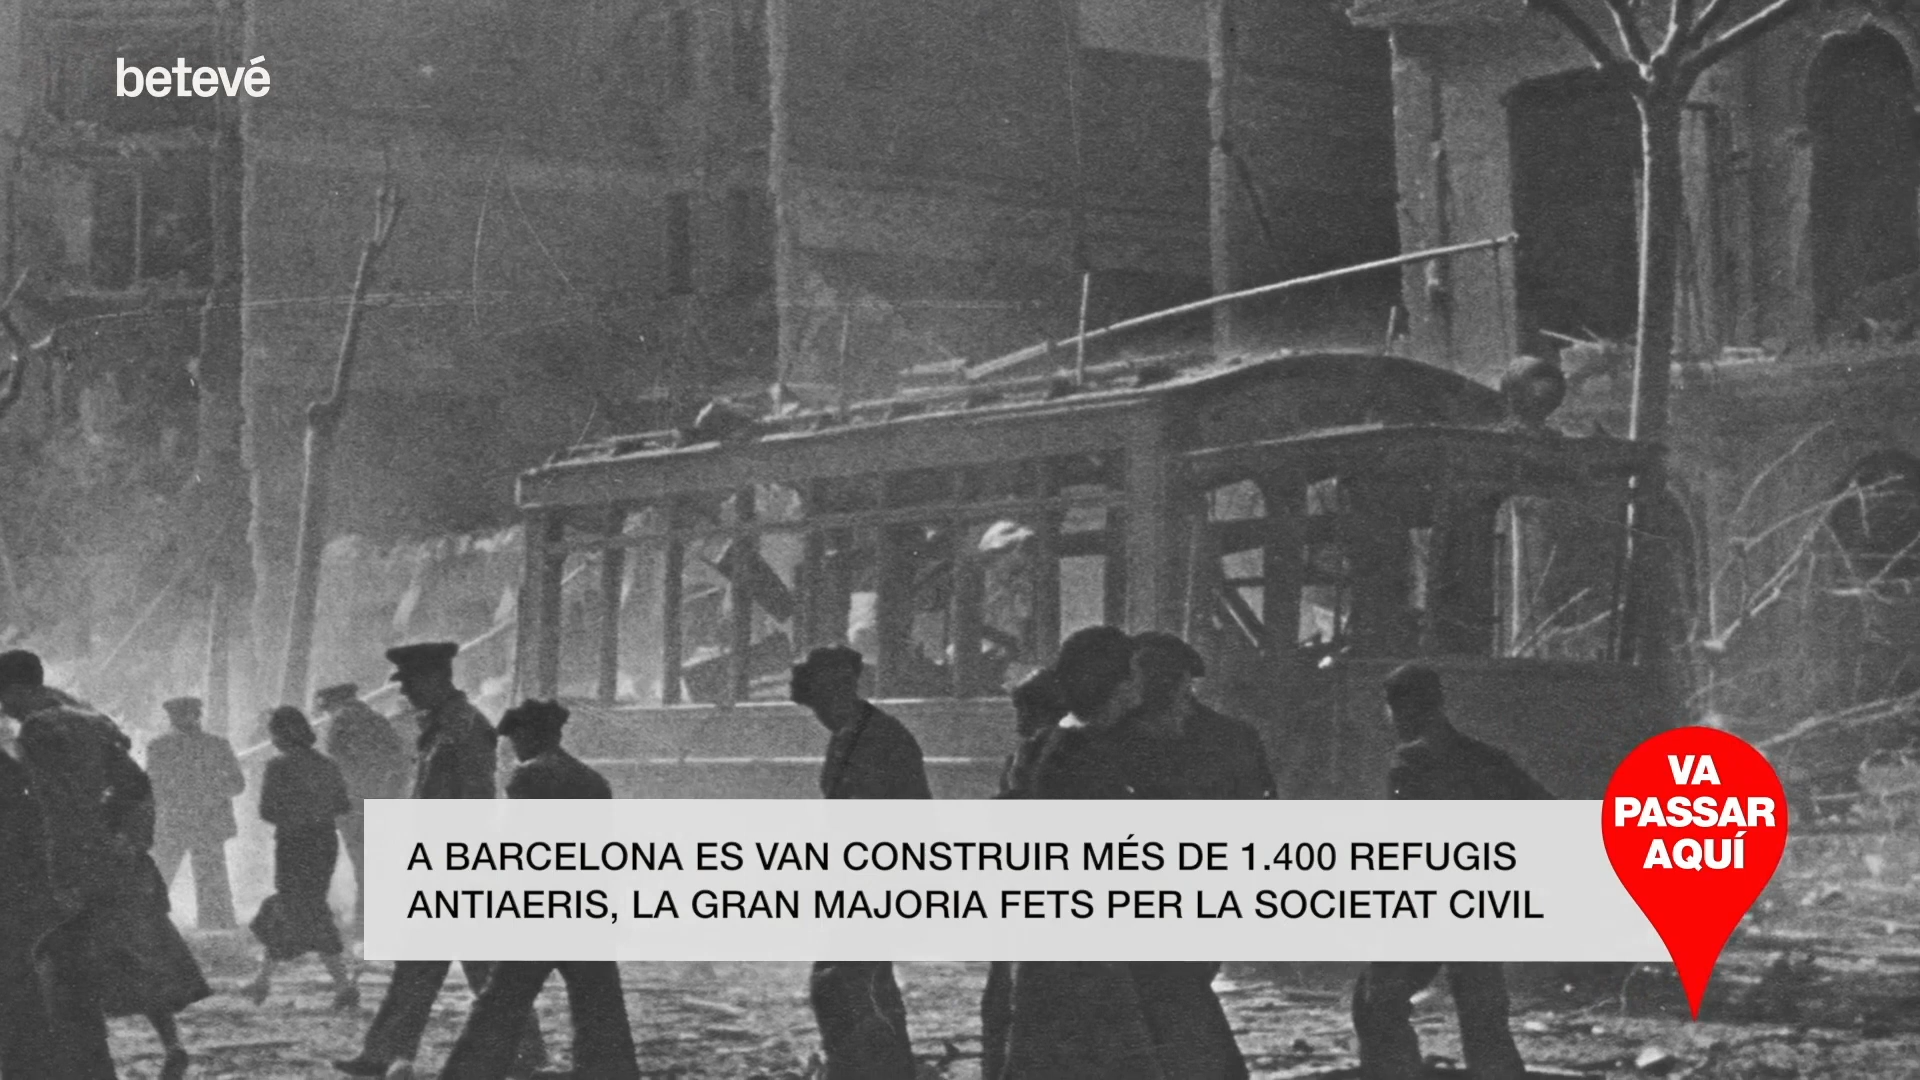 betevé
A BARCELONA ES VAN CONSTRUIR MÉS DE 1.400 REFUGIS
ANTIAERIS, LA GRAN MAJORIA FETS PER LA SOCIETAT CIVIL
VA
PASSAR
AQUÍ